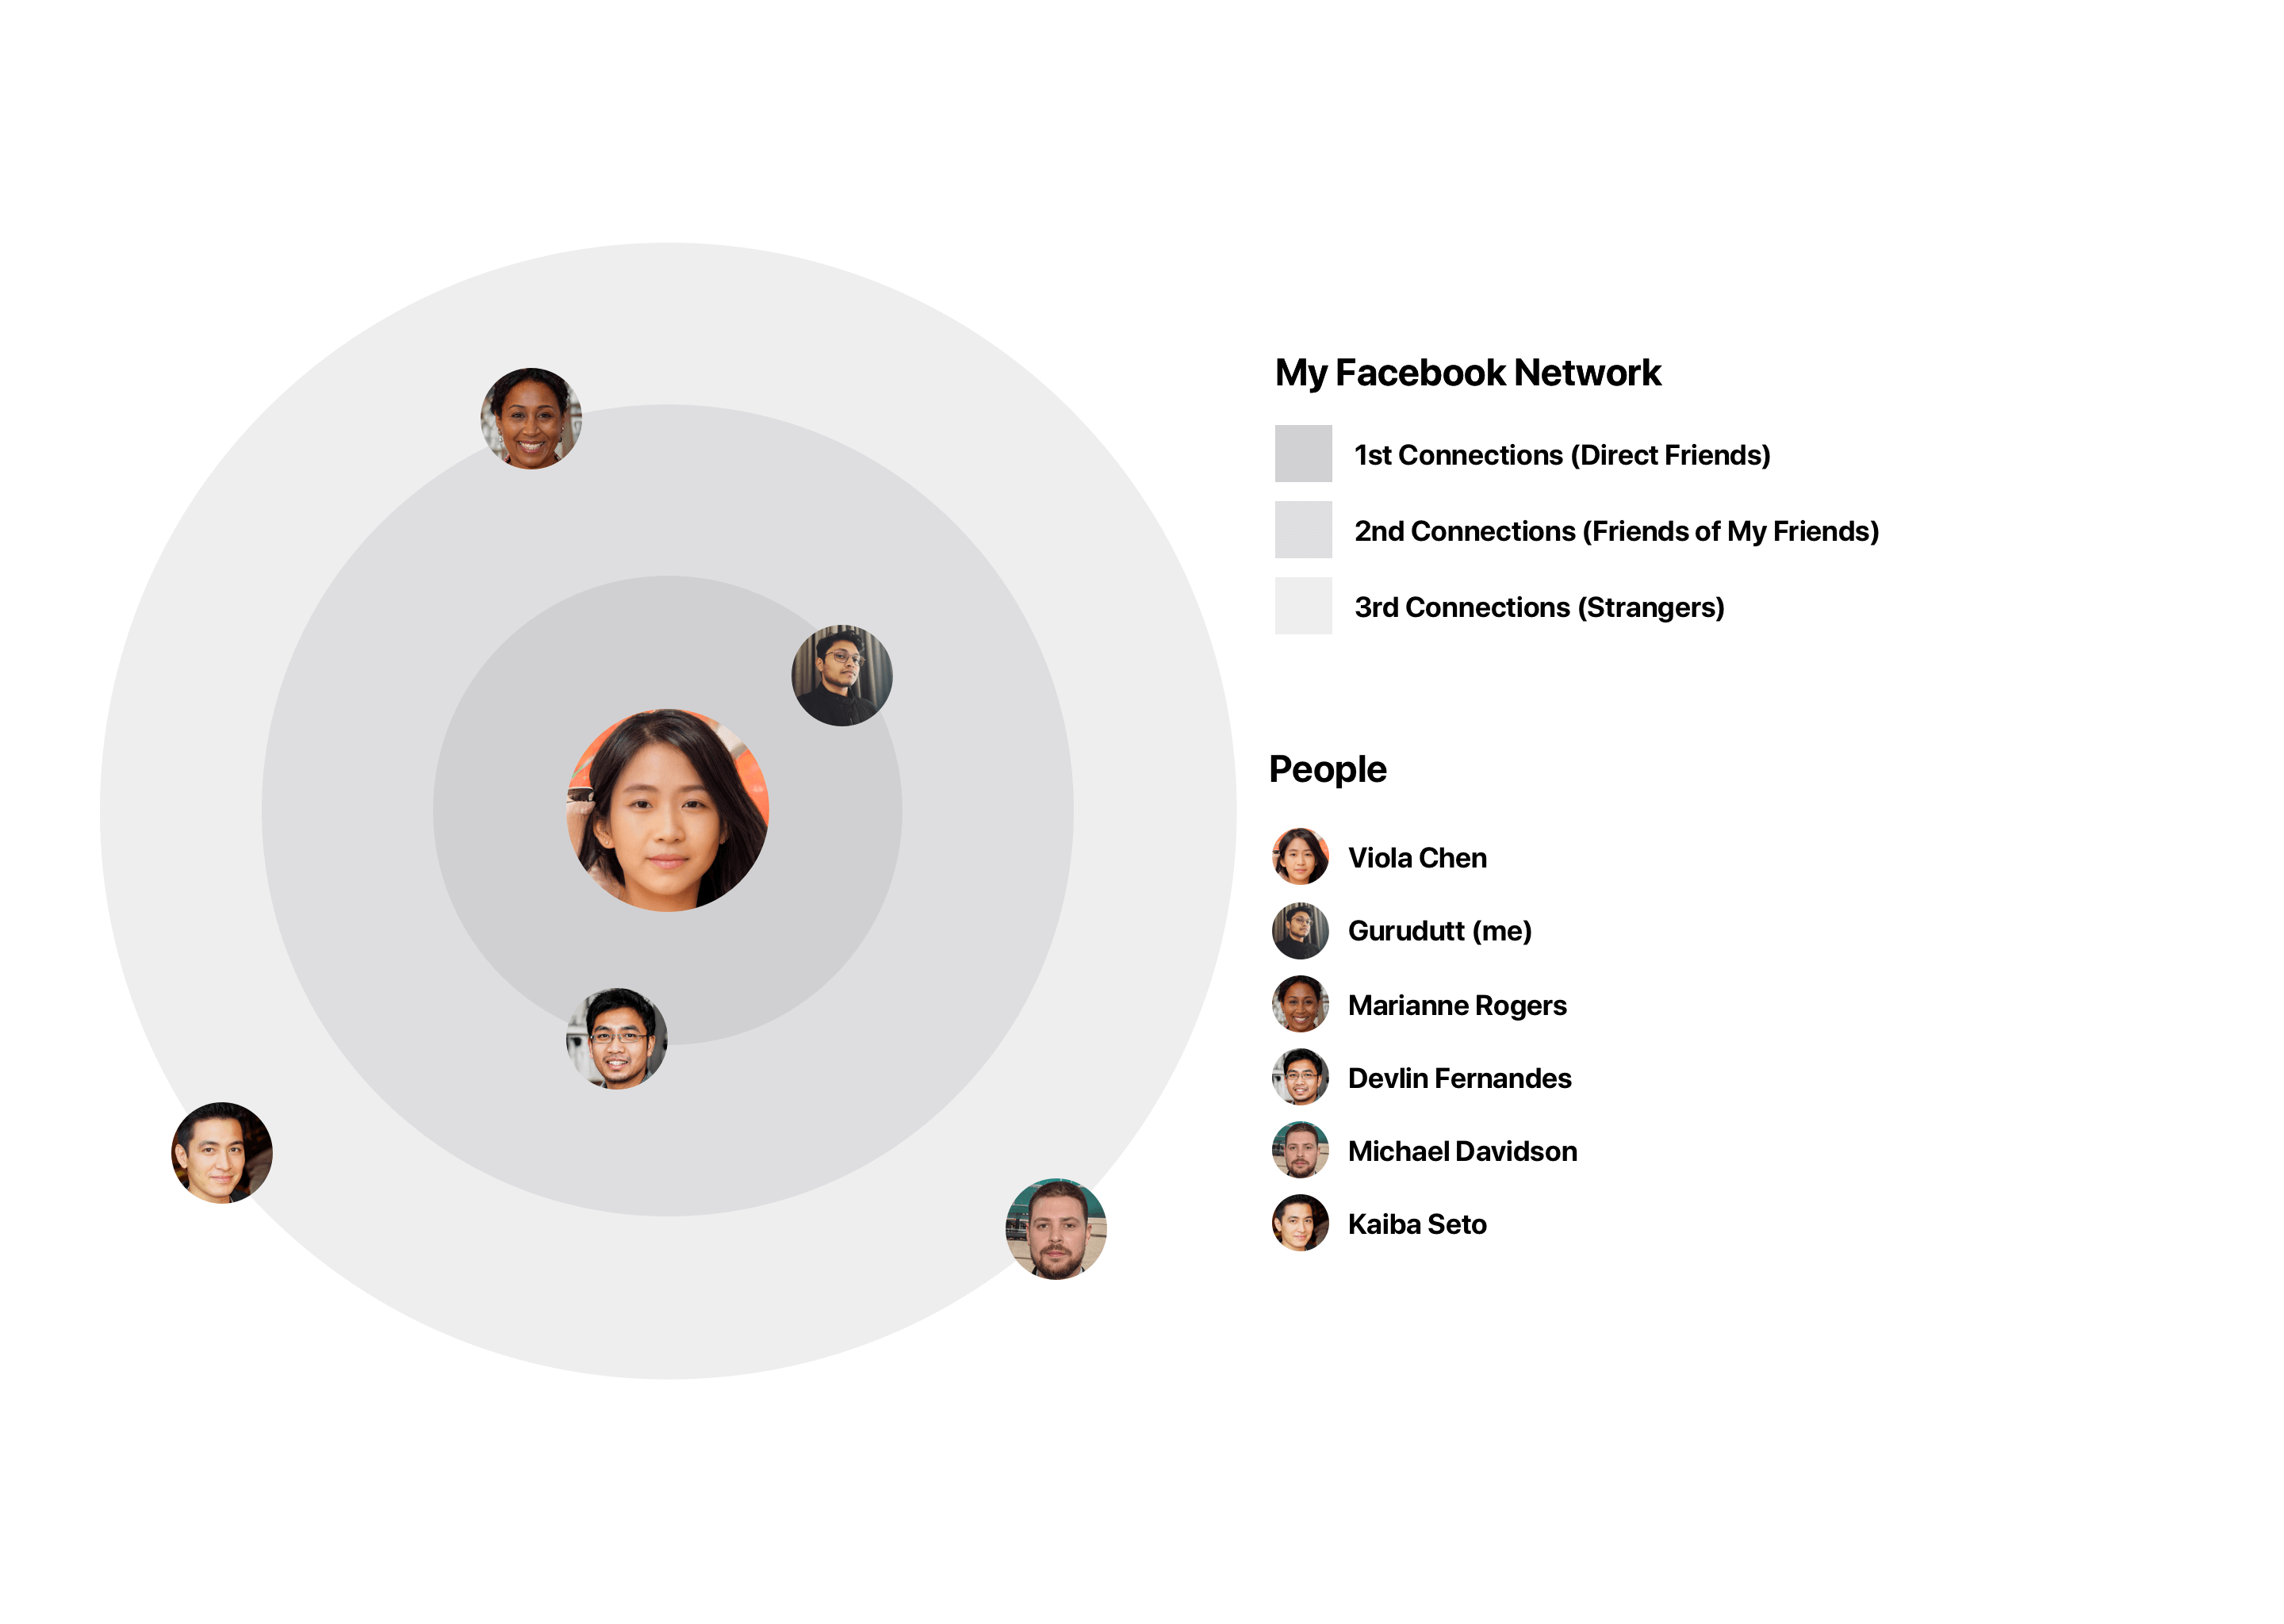 My Facebook Network
1st Connections (Direct Friends)
2nd Connections (Friends of My Friends)
3rd Connections (Strangers)
People
Viola Chen
Gurudutt (me)
Marianne Rogers
Devlin Fernandes
Michael Davidson
Kaiba Seto